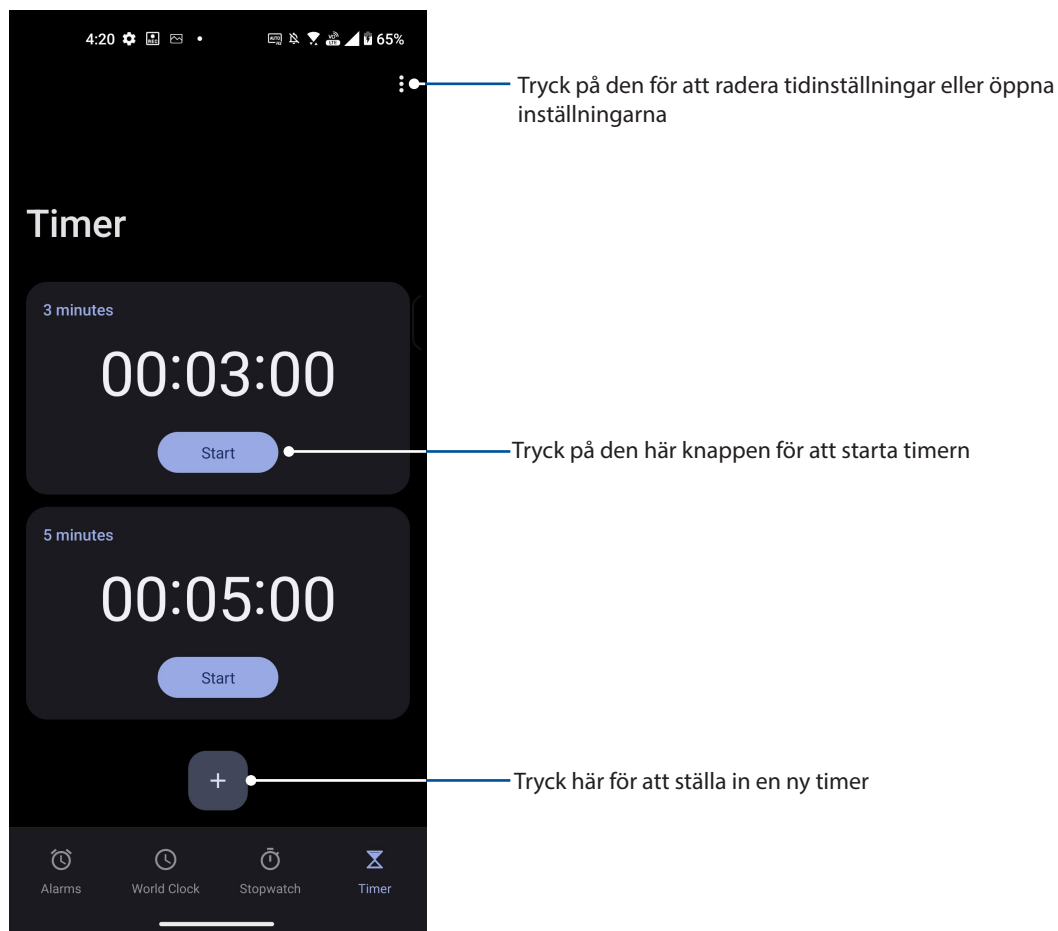 4:20
65%
Tryck på den för att radera tidinställningar eller öppna
inställningarna
Timer
3 minutes
00:03:00
Start
Tryck på den här knappen för att starta timern
5 minutes
00:05:00
Start
+
Tryck här för att ställa in en ny timer
Alarms World Clock Stopwatch Timer